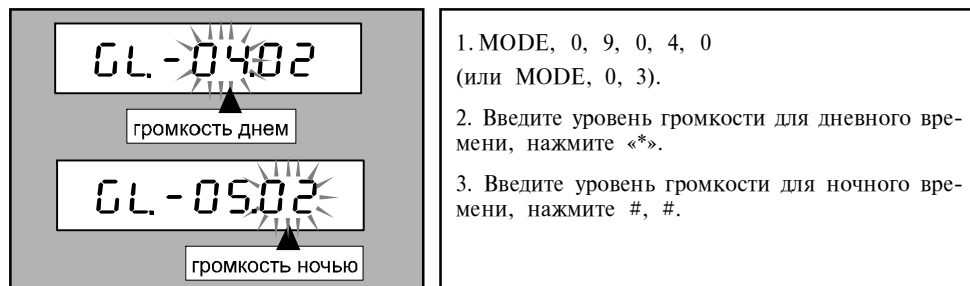 GL.-04.02
громкость днем
GL.-05.02
громкость ночью
1. MODE, 0, 9, 0, 4, 0
(или MODE, 0, 3).
2. Введите уровень громкости для дневного вре-
мени, нажмите «*».
3. Введите уровень громкости для ночного вре-
мени, нажмите #, #.